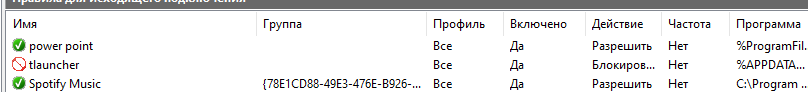 Правила для исходящего подключения
Имя Группа Профиль Включено Действие Частота Программа
power point Все Да Разрешить Нет %ProgramFil...
tlauncher Все Да Блокиров... Нет %APPDATA...
Spotify Music {78E1CD88-49E3-476E-B926-... Все Да Разрешить Нет C:\Program ...